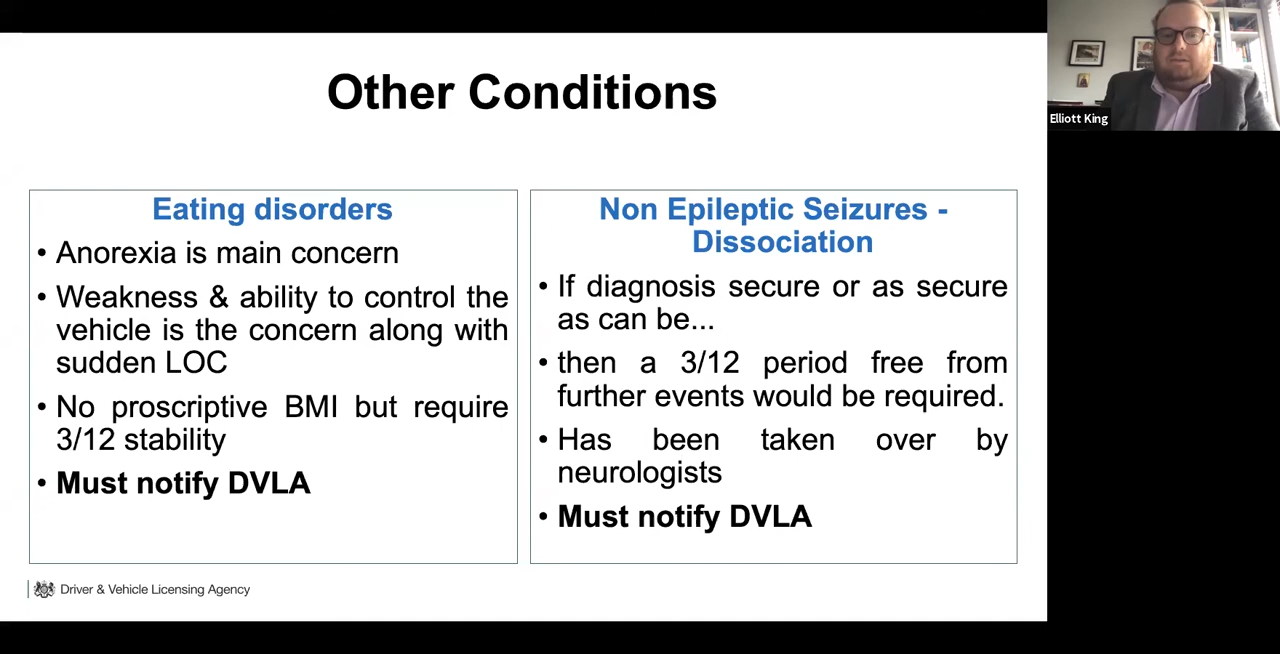 Other Conditions
Eating disorders
• Anorexia is main concern
• Weakness & ability to control the
vehicle is the concern along with
sudden LOC
• No proscriptive BMI but require
3/12 stability
• Must notify DVLA
Non Epileptic Seizures -
Dissociation
• If diagnosis secure or as secure
as can be...
• then a 3/12 period free from
further events would be required.
• Has been taken over by
neurologists
• Must notify DVLA
Driver & Vehicle Licensing Agency
Elliott King